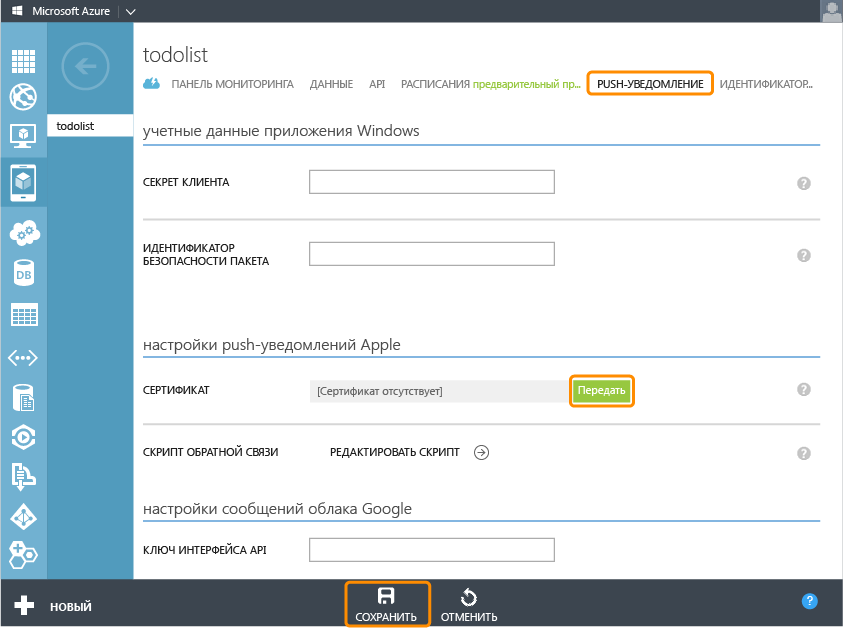 Microsoft Azure
todolist
todolist
ПАНЕЛЬ МОНИТОРИНГА ДАННЫЕ API РАСПИСАНИЯ предварительный пр... PUSH-УВЕДОМЛЕНИЕ ИДЕНТИФИКАТОР...
учетные данные приложения Windows
СЕКРЕТ КЛИЕНТА
?
ИДЕНТИФИКАТОР
БЕЗОПАСНОСТИ ПАКЕТА
?
настройки push-уведомлений Apple
СЕРТИФИКАТ [Сертификат отсутствует] Передать
?
СКРИПТ ОБРАТНОЙ СВЯЗИ РЕДАКТИРОВАТЬ СКРИПТ
?
настройки сообщений облака Google
КЛЮЧ ИНТЕРФЕЙСА API
DB
НОВЫЙ СОХРАНИТЬ ОТМЕНИТЬ
?